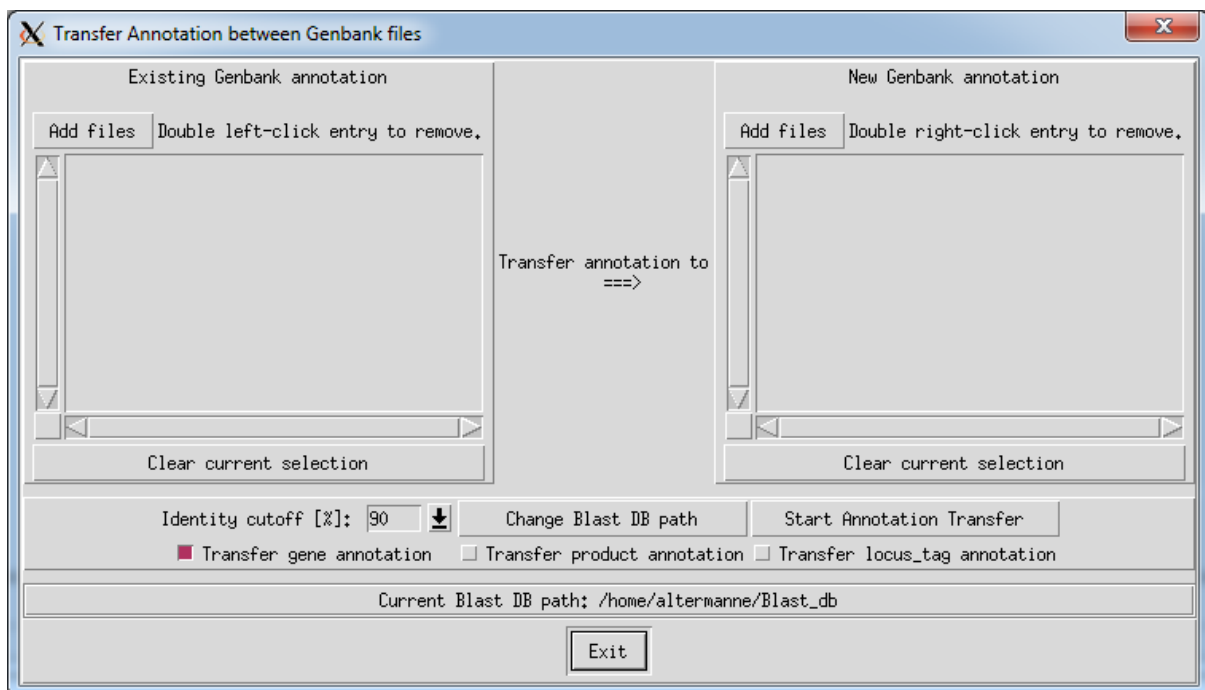 Transfer Annotation between Genbank files
Existing Genbank annotation
Add files
Double left-click entry to remove.
Clear current selection
Transfer annotation to
===>
New Genbank annotation
Add files
Double right-click entry to remove.
Clear current selection
Identity cutoff [%]: 90
Change Blast DB path
Start Annotation Transfer
Transfer gene annotation
Transfer product annotation
Transfer locus_tag annotation
Current Blast DB path: /home/altermanne/Blast_db
Exit